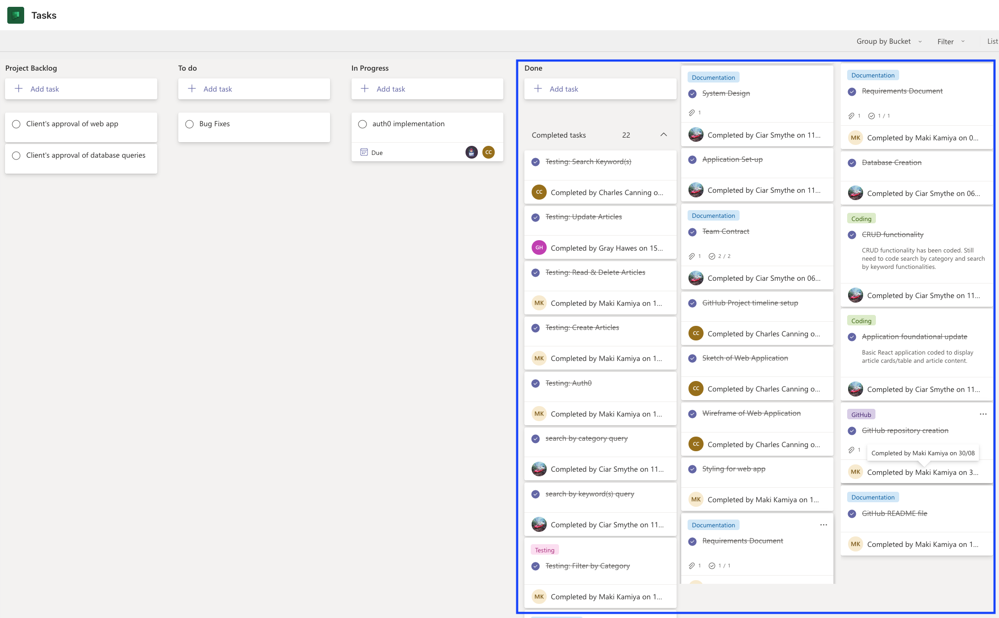 Tasks
Group by Bucket
Filter
List
Project Backlog
Add task
Client's approval of web app
Client's approval of database queries
To do
Add task
Bug Fixes
In Progress
Add task
auth0 implementation
Due
CC
Done
Add task
Completed tasks 22
Testing: Search Keyword(s)
CC Completed by Charles Canning o...
Testing: Update Articles
GH Completed by Gray Hawes on 15...
Testing: Read & Delete Articles
MK Completed by Maki Kamiya on 1...
Testing: Create Articles
MK Completed by Maki Kamiya on 1...
Testing: Auth0
MK Completed by Maki Kamiya on 1...
search by category query
Completed by Ciar Smythe on 11...
search by keyword(s) query
Completed by Ciar Smythe on 11...
Testing
Testing: Filter by Category
MK Completed by Maki Kamiya on 1...
Documentation
System Design
1
Completed by Ciar Smythe on 11...
Application Set-up
Completed by Ciar Smythe on 11...
Documentation
Team Contract
1 2 / 2
Completed by Ciar Smythe on 06...
GitHub Project timeline setup
CC Completed by Charles Canning o...
Sketch of Web Application
CC Completed by Charles Canning o...
Wireframe of Web Application
CC Completed by Charles Canning o...
Styling for web app
MK Completed by Maki Kamiya on 1...
Documentation
Requirements Document
1 1 / 1
Documentation
Requirements Document
1 1 / 1
MK Completed by Maki Kamiya on 0...
Database Creation
Completed by Ciar Smythe on 06...
Coding
CRUD functionality
CRUD functionality has been coded. Still
need to code search by category and search
by keyword functionalities.
Completed by Ciar Smythe on 11...
Coding
Application foundational update
Basic React application coded to display
article cards/table and article content.
Completed by Ciar Smythe on 11...
GitHub
GitHub repository creation
1
Completed by Maki Kamiya on 30/08
MK Completed by Maki Kamiya on 3...
Documentation
GitHub README file
MK Completed by Maki Kamiya on 1...